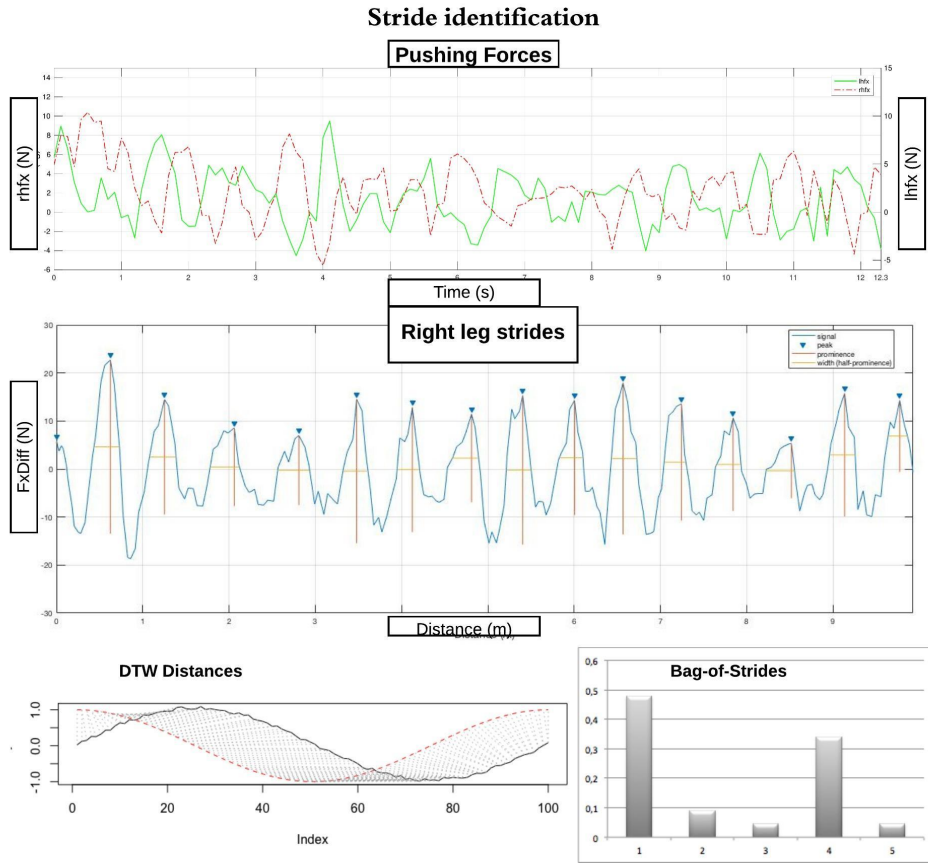 Stride identification
Pushing Forces
14
12
10
8
6
4
2
0
-2
-4
-6
15
10
5
0
-5
lhfx
rhfx
rhfx (N)
lhfx (N)
0 1 2 3 4 5 6 7 8 9 10 11 12 12.3
Time (s)
Right leg strides
30
20
10
0
-10
-20
-30
signal
peak
prominence
width (half-prominence)
FxDiff (N)
0 1 2 3 4 5 6 7 8 9
Distance (m)
DTW Distances
1.0
0.0
-1.0
0 20 40 60 80 100
Index
Bag-of-Strides
0,6
0,5
0,4
0,3
0,2
0,1
0
1 2 3 4 5